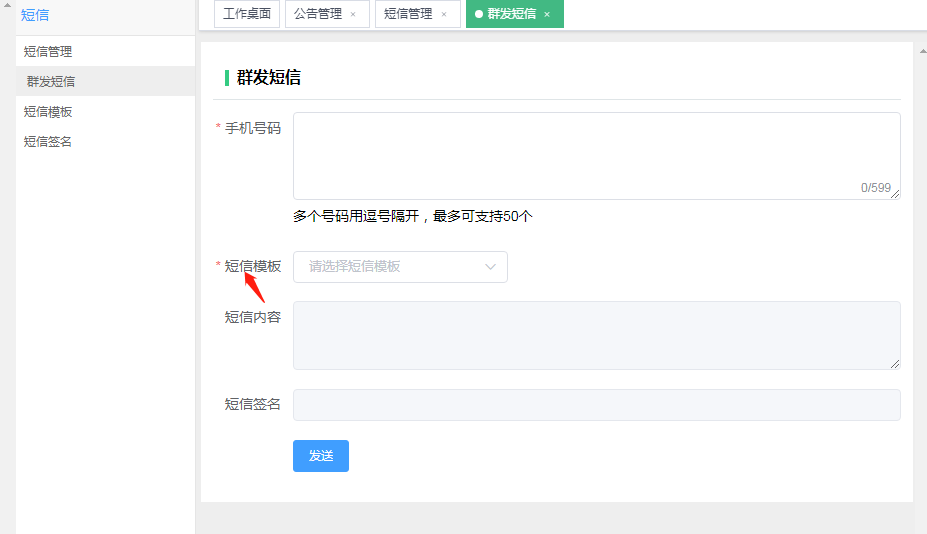 短信
短信管理
群发短信
短信模板
短信签名
工作桌面
公告管理 ×
短信管理 ×
群发短信 ×
群发短信
* 手机号码
0/599
多个号码用逗号隔开，最多可支持50个
* 短信模板
请选择短信模板
短信内容
短信签名
发送